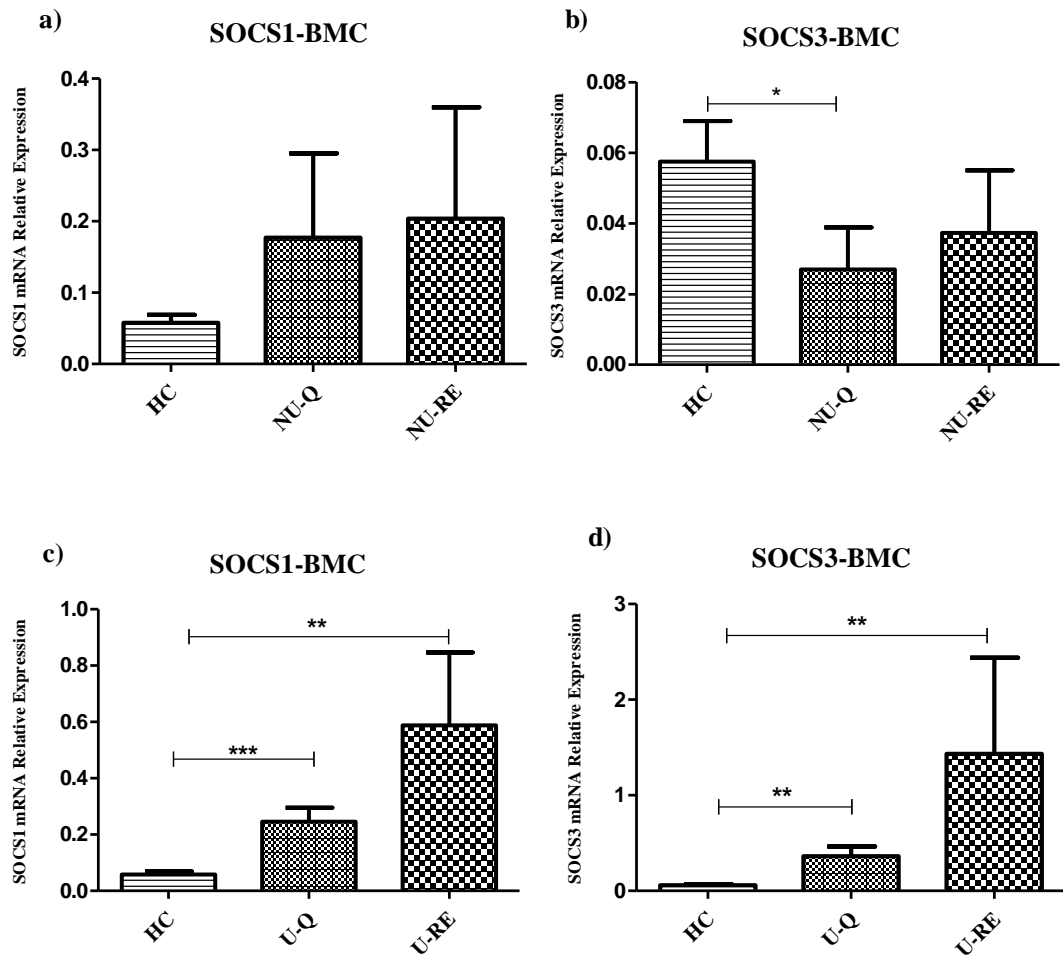 a)
SOCS1-BMC
SOCS1 mRNA Relative Expression
0.4
0.3
0.2
0.1
0.0
HC
NU-Q
NU-RE
b)
SOCS3-BMC
SOCS3 mRNA Relative Expression
0.08
0.06
0.04
0.02
0.00
*
HC
NU-Q
NU-RE
c)
SOCS1-BMC
SOCS1 mRNA Relative Expression
1.0
0.8
0.6
0.4
0.2
0.0
**
***
HC
U-Q
U-RE
d)
SOCS3-BMC
SOCS3 mRNA Relative Expression
3
2
1
0
**
**
HC
U-Q
U-RE